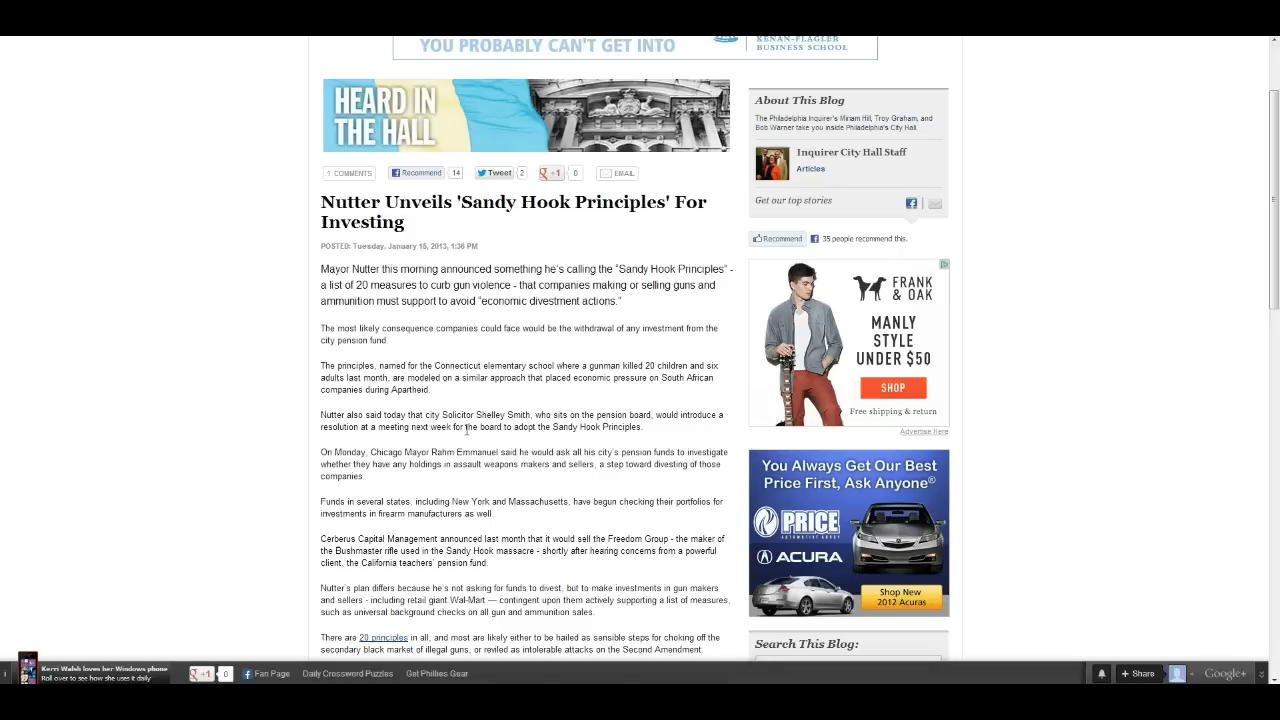 YOU PROBABLY CAN'T GET INTO
KENAN-FLAGLER
BUSINESS SCHOOL
HEARD IN
THE HALL
1 COMMENTS
Recommend 14
Tweet 2
g +1 0
EMAIL
Nutter Unveils 'Sandy Hook Principles' For
Investing
POSTED: Tuesday, January 15, 2013, 1:36 PM
Mayor Nutter this morning announced something he's calling the "Sandy Hook Principles" -
a list of 20 measures to curb gun violence - that companies making or selling guns and
ammunition must support to avoid "economic divestment actions."
The most likely consequence companies could face would be the withdrawal of any investment from the
city pension fund.
The principles, named for the Connecticut elementary school where a gunman killed 20 children and six
adults last month, are modeled on a similar approach that placed economic pressure on South African
companies during Apartheid.
Nutter also said today that city Solicitor Shelley Smith, who sits on the pension board, would introduce a
resolution at a meeting next week for the board to adopt the Sandy Hook Principles.
On Monday, Chicago Mayor Rahm Emmanuel said he would ask all his city's pension funds to investigate
whether they have any holdings in assault weapons makers and sellers, a step toward divesting of those
companies.
Funds in several states, including New York and Massachusetts, have begun checking their portfolios for
investments in firearm manufacturers as well.
Cerberus Capital Management announced last month that it would sell the Freedom Group - the maker of
the Bushmaster rifle used in the Sandy Hook massacre - shortly after hearing concerns from a powerful
client, the California teachers' pension fund.
Nutter's plan differs because he's not asking for funds to divest, but to make investments in gun makers
and sellers - including retail giant Wal-Mart — contingent upon them actively supporting a list of measures,
such as universal background checks on all gun and ammunition sales.
There are 20 principles in all, and most are likely either to be hailed as sensible steps for choking off the
secondary black market of illegal guns, or reviled as intolerable attacks on the Second Amendment.
About This Blog
The Philadelphia Inquirer's Miriam Hill, Troy Graham, and
Bob Warner take you inside Philadelphia's City Hall.
Inquirer City Hall Staff
Articles
Get our top stories
Recommend 35 people recommend this.
FRANK
& OAK
MANLY
STYLE
UNDER $50
SHOP
Free shipping & return
Advertise Here
You Always Get Our Best
Price First, Ask Anyone®
PRICE
ACURA
Shop New
2012 Acuras
Search This Blog:
Kerri Walsh loves her Windows phone
Roll over to see how she uses it daily
g +1 0
Fan Page
Daily Crossword Puzzles
Get Phillies Gear
+ Share
Google+